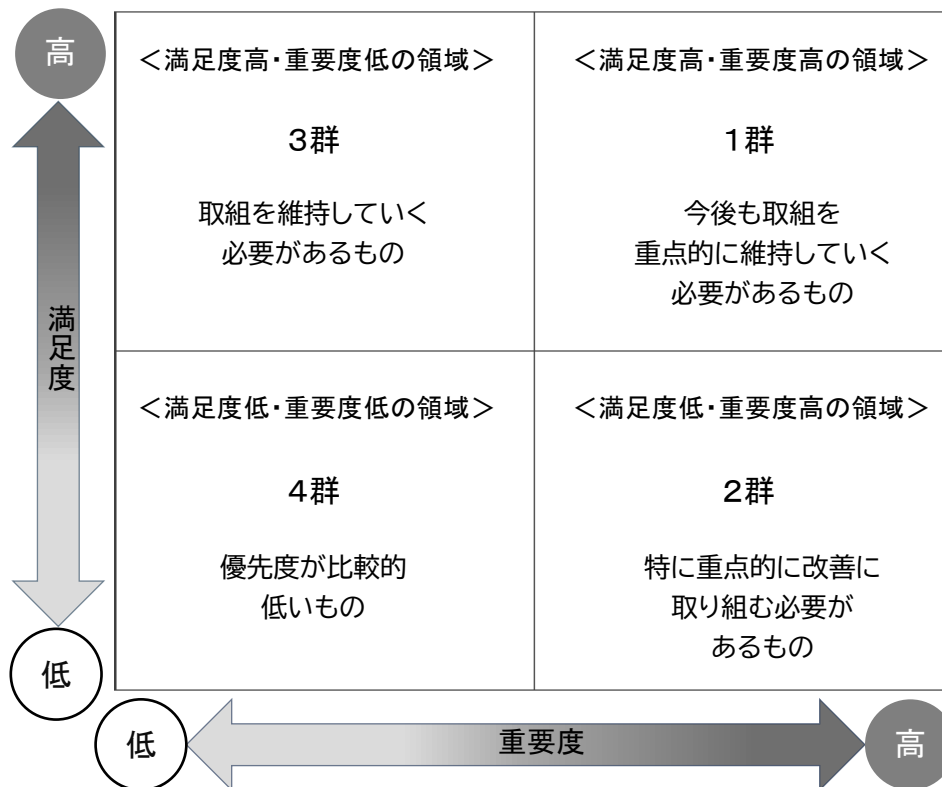 高
＜満足度高・重要度低の領域＞
3群
取組を維持していく
必要があるもの
＜満足度高・重要度高の領域＞
1群
今後も取組を
重点的に維持していく
必要があるもの
満足度
＜満足度低・重要度低の領域＞
4群
優先度が比較的
低いもの
＜満足度低・重要度高の領域＞
2群
特に重点的に改善に
取り組む必要が
あるもの
低
低
重要度
高